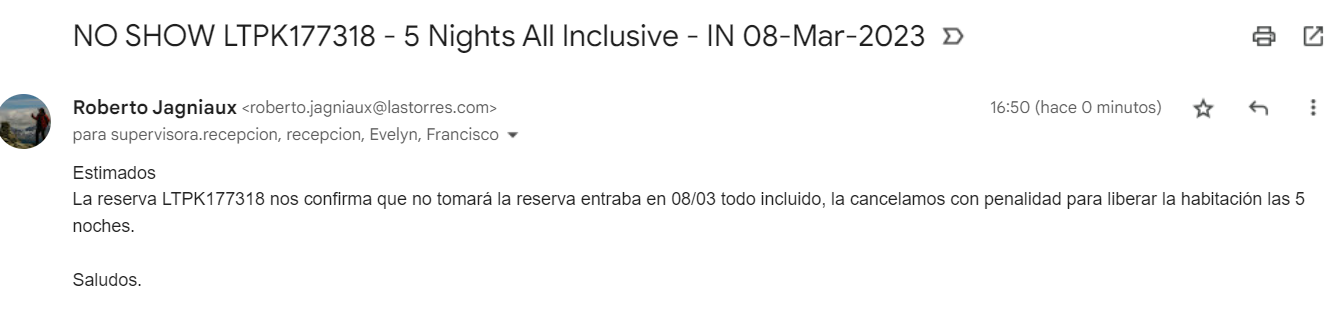 NO SHOW LTPK177318 - 5 Nights All Inclusive - IN 08-Mar-2023
Roberto Jagniaux <roberto.jagniaux@lastorres.com>
16:50 (hace 0 minutos)
para supervisora.recepcion, recepcion, Evelyn, Francisco
Estimados
La reserva LTPK177318 nos confirma que no tomará la reserva entraba en 08/03 todo incluido, la cancelamos con penalidad para liberar la habitación las 5
noches.
Saludos.